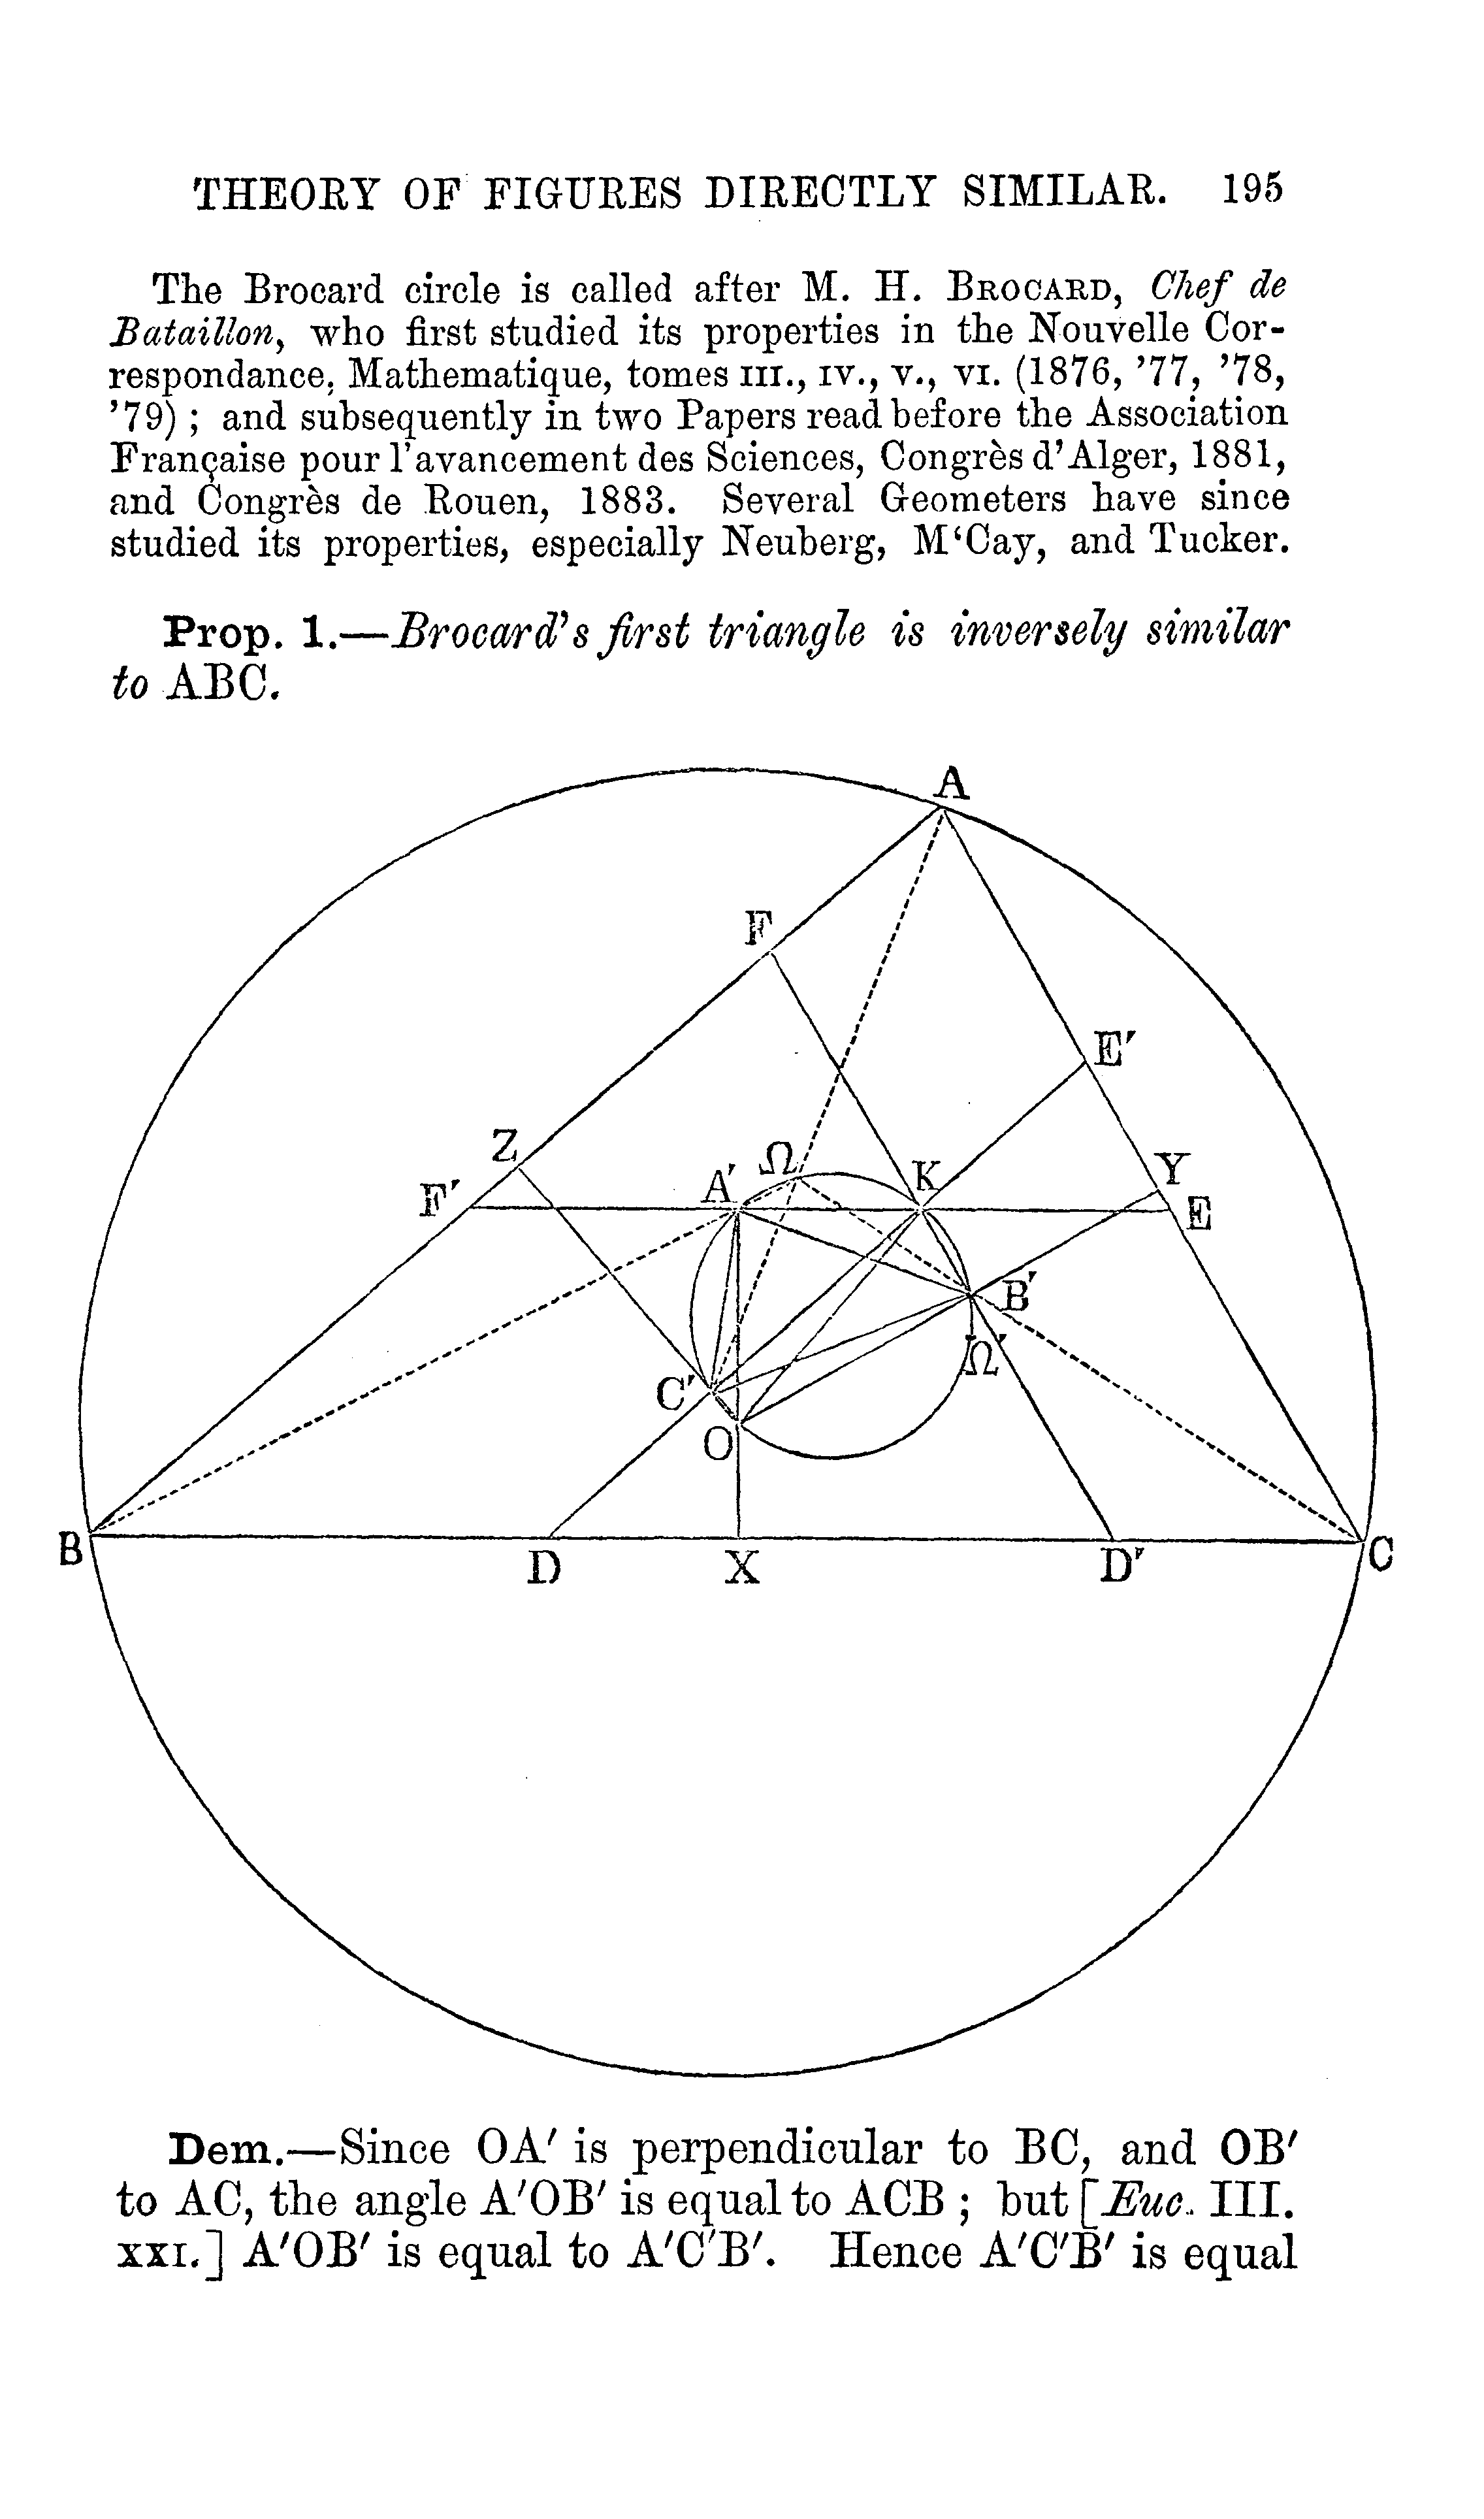 THEORY OF FIGURES DIRECTLY SIMILAR. 195
The Brocard circle is called after M. H. BROCARD, Chef de
Bataillon, who first studied its properties in the Nouvelle Cor-
respondance, Mathematique, tomes III., IV., V., VI. (1876, ’77, ’78,
’79) ; and subsequently in two Papers read before the Association
Française pour l’avancement des Sciences, Congrès d’Alger, 1881,
and Congrès de Rouen, 1883. Several Geometers have since
studied its properties, especially Neuberg, M‘Cay, and Tucker.
Prop. 1.—Brocard’s first triangle is inversely similar
to ABC.
A
F
E′
Z
Ω
Y
F′
A′
K
E
B′
Ω′
C′
O
B
D
X
D′
C
Dem.—Since OA′ is perpendicular to BC, and OB′
to AC, the angle A′OB′ is equal to ACB ; but [Euc. III.
XXI.] A′OB′ is equal to A′C′B′. Hence A′C′B′ is equal